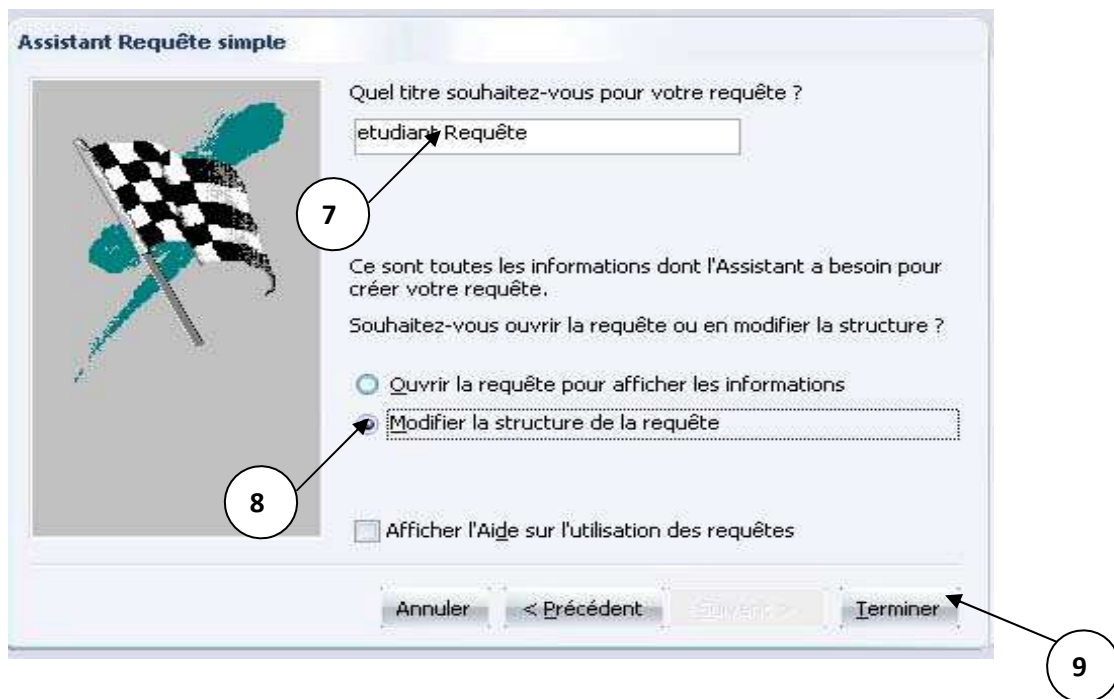 Assistant Requête simple
Quel titre souhaitez-vous pour votre requête ?
etudiant Requête
7
Ce sont toutes les informations dont l'Assistant a besoin pour
créer votre requête.
Souhaitez-vous ouvrir la requête ou en modifier la structure ?
Ouvrir la requête pour afficher les informations
Modifier la structure de la requête
8
Afficher l'Aide sur l'utilisation des requêtes
Annuler < Précédent Suivant > Terminer
9